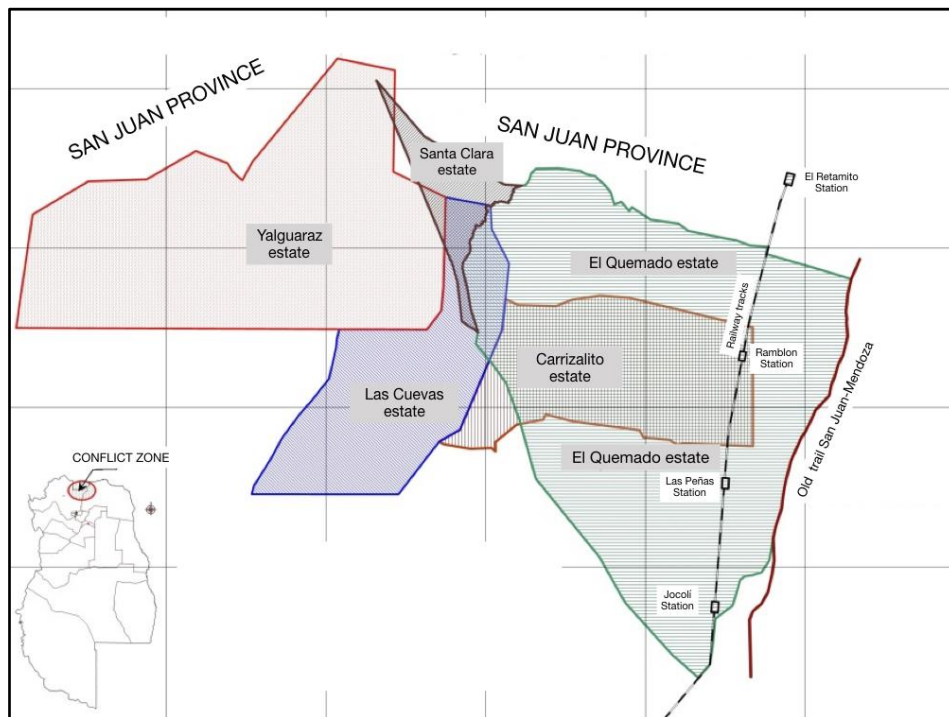 SAN JUAN PROVINCE
SAN JUAN PROVINCE
Santa Clara
estate
El Retamito
Station
Yalguaraz
estate
El Quemado estate
Railway tracks
Ramblon
Station
Carrizalito
estate
Las Cuevas
estate
Old trail San Juan-Mendoza
El Quemado estate
CONFLICT ZONE
Las Peñas
Station
Jocolí
Station